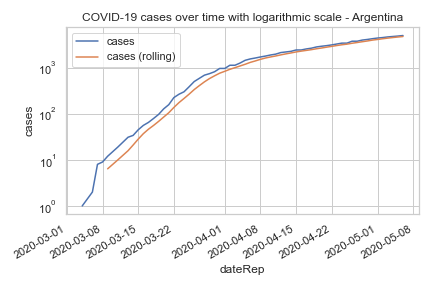 COVID-19 cases over time with logarithmic scale - Argentina
cases
cases (rolling)
10³
10²
10¹
10⁰
cases
2020-03-01
2020-03-08
2020-03-15
2020-03-22
2020-04-01
2020-04-08
2020-04-15
2020-04-22
2020-05-01
2020-05-08
dateRep